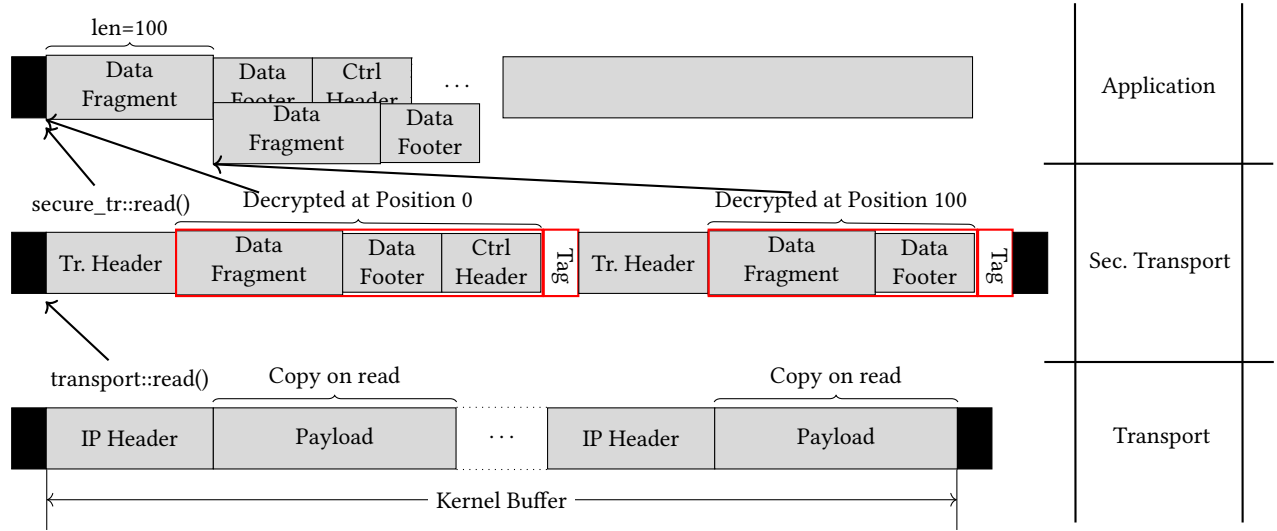 len=100
Data
Fragment
Data
Footer
Ctrl
Header
...
Data
Fragment
Data
Footer
Application
secure_tr::read()
Decrypted at Position 0
Decrypted at Position 100
Tr. Header
Data
Fragment
Data
Footer
Ctrl
Header
Tag
Tr. Header
Data
Fragment
Data
Footer
Tag
Sec. Transport
transport::read()
Copy on read
Copy on read
IP Header
Payload
...
IP Header
Payload
Transport
Kernel Buffer